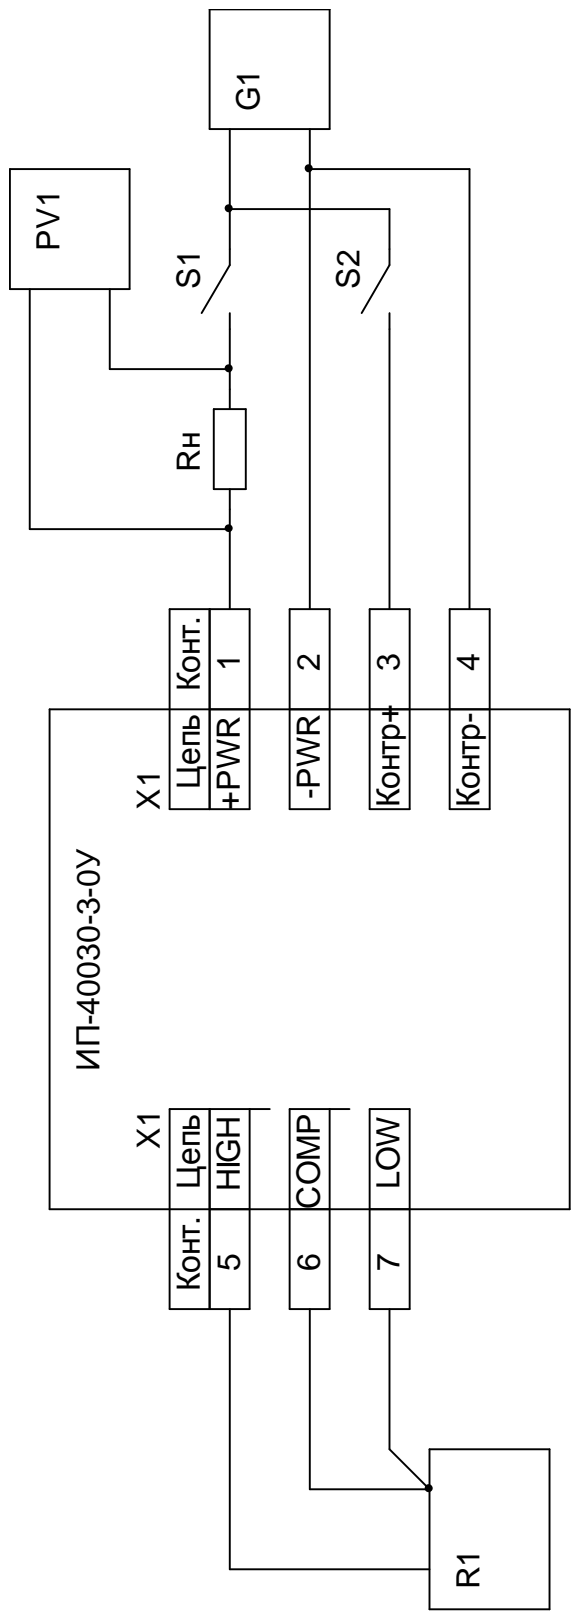 R1
Конт. Цепь
5 HIGH
6 COMP
7 LOW
X1
ИП-40030-3-0У
X1
Цепь Конт.
+PWR 1
-PWR 2
Контр+ 3
Контр- 4
Rн
S1
S2
PV1
G1